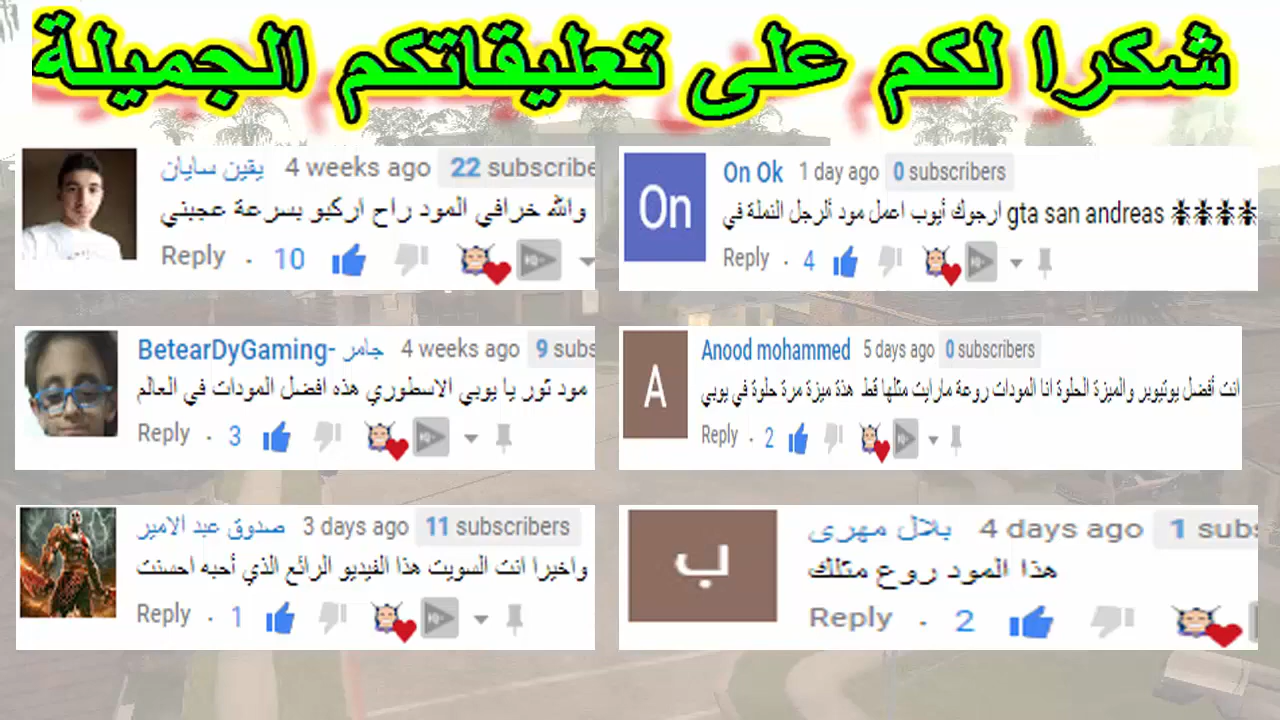 شكرا لكم على تعليقاتكم الجميلة
يقين سايان 4 weeks ago 22 subscribe
والله خرافي المود راح اركبو بسرعة عجبني
Reply · 10
On
On Ok 1 day ago 0 subscribers
ارجوك أيوب اعمل مود ألرجل النملة في gta san andreas
Reply · 4
BetearDyGaming- جامر 4 weeks ago 9 subs
مود ثور يا يوبي الاسطوري هذه افضل المودات في العالم
Reply · 3
A
Anood mohammed 5 days ago 0 subscribers
انت أفضل يوتيوبر والميزة الحلوة انا المودات روعة مارايت مثلها قط هذة ميزة مرة حلوة في يوبي
Reply · 2
صدوق عبد الامير 3 days ago 11 subscribers
واخيرا انت السويت هذا الفيديو الرائع الذي أحبه احسنت
Reply · 1
ب
بلال مهرى 4 days ago 1 subs
هذا المود روع مثلك
Reply · 2